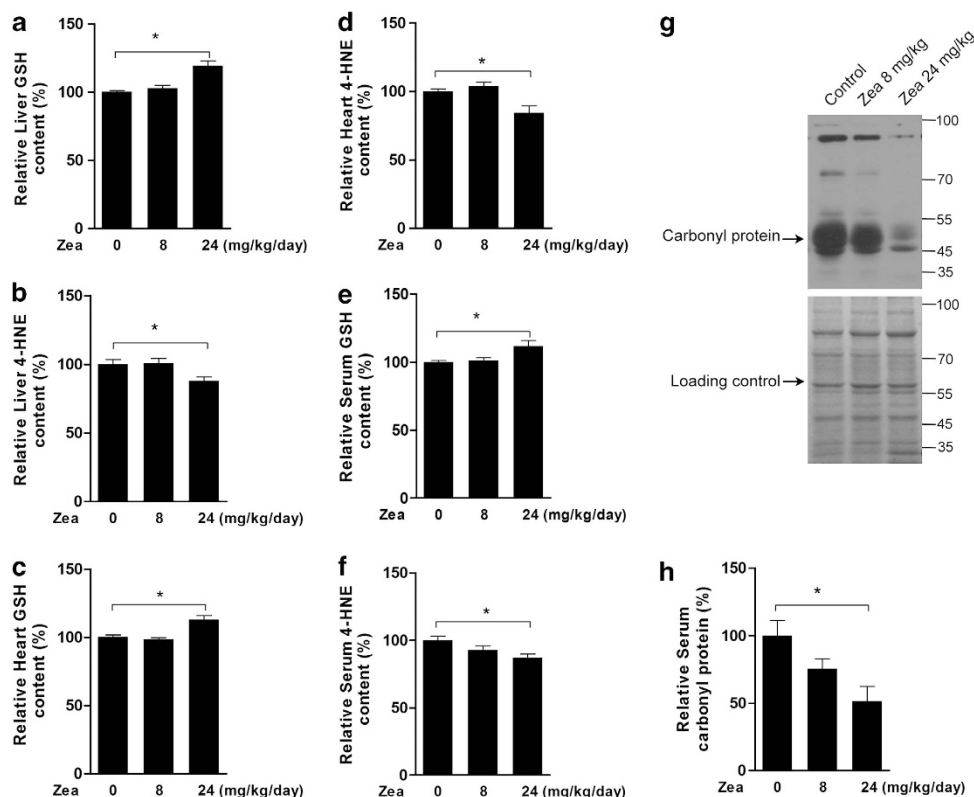 a
150
100
50
0
Relative Liver GSH
content (%)
*
Zea 0 8 24 (mg/kg/day)
b
150
100
50
0
Relative Liver 4-HNE
content (%)
*
Zea 0 8 24 (mg/kg/day)
c
150
100
50
0
Relative Heart GSH
content (%)
*
Zea 0 8 24 (mg/kg/day)
d
150
100
50
0
Relative Heart 4-HNE
content (%)
*
Zea 0 8 24 (mg/kg/day)
e
150
100
50
0
Relative Serum GSH
content (%)
*
Zea 0 8 24 (mg/kg/day)
f
150
100
50
0
Relative Serum 4-HNE
content (%)
*
Zea 0 8 24 (mg/kg/day)
g
Control
Zea 8 mg/kg
Zea 24 mg/kg
100
70
55
Carbonyl protein
45
35
100
70
Loading control
55
45
35
h
150
100
50
0
Relative Serum
carbonyl protein (%)
*
Zea 0 8 24 (mg/kg/day)